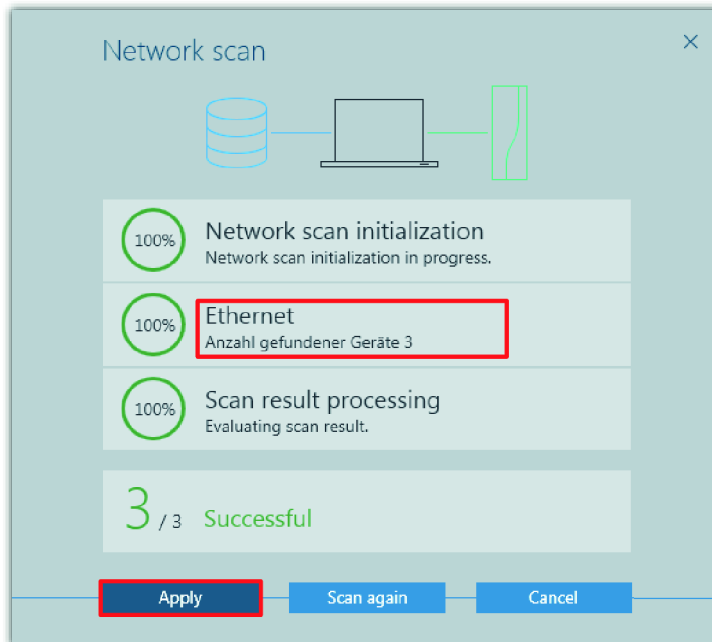 Network scan
100%
Network scan initialization
Network scan initialization in progress.
100%
Ethernet
Anzahl gefundener Geräte 3
100%
Scan result processing
Evaluating scan result.
3 / 3 Successful
Apply
Scan again
Cancel